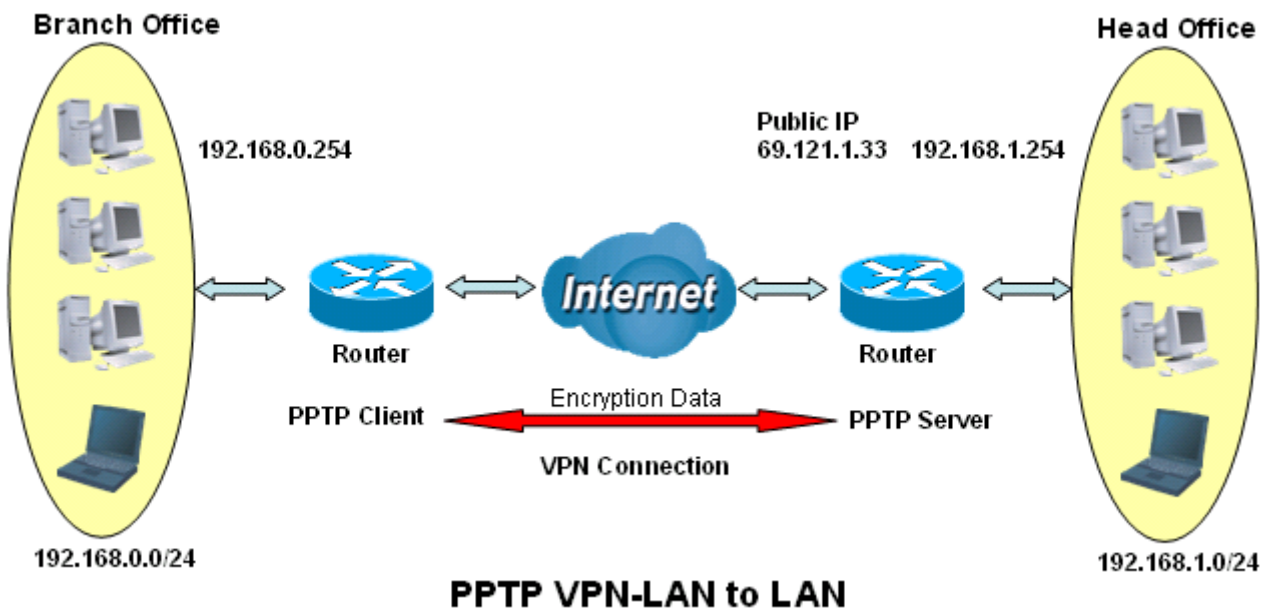 Branch Office
Head Office
192.168.0.254
Public IP
69.121.1.33 192.168.1.254
Internet
Router
Router
PPTP Client
Encryption Data
PPTP Server
VPN Connection
192.168.0.0/24
192.168.1.0/24
PPTP VPN-LAN to LAN